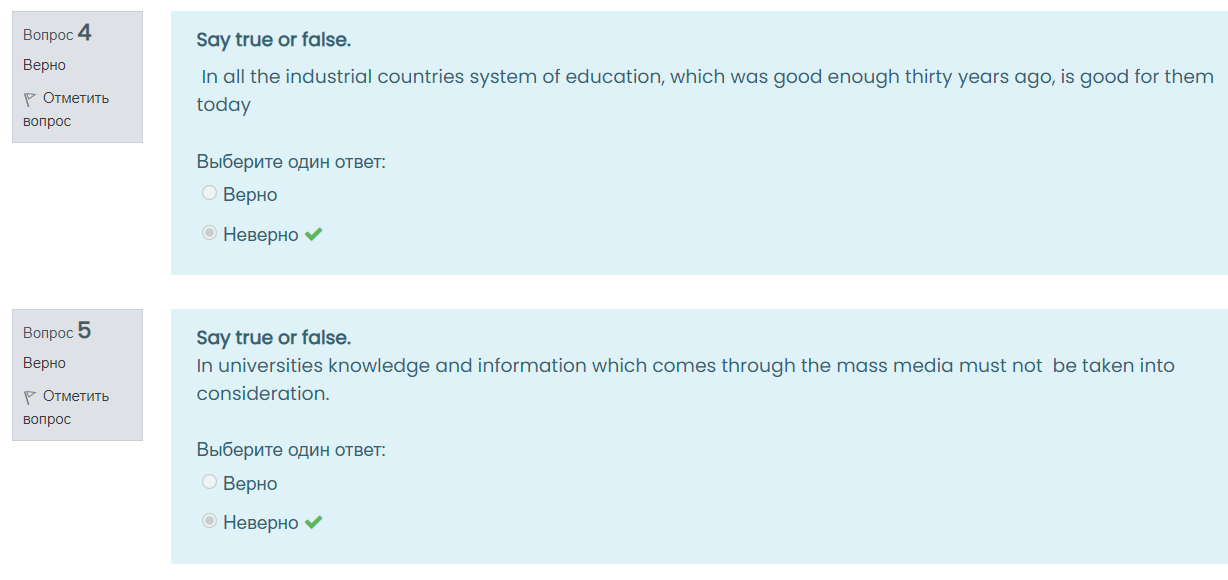 Вопрос 4
Верно
Отметить
вопрос
Say true or false.
In all the industrial countries system of education, which was good enough thirty years ago, is good for them
today
Выберите один ответ:
Верно
Неверно
Вопрос 5
Верно
Отметить
вопрос
Say true or false.
In universities knowledge and information which comes through the mass media must not be taken into
consideration.
Выберите один ответ:
Верно
Неверно